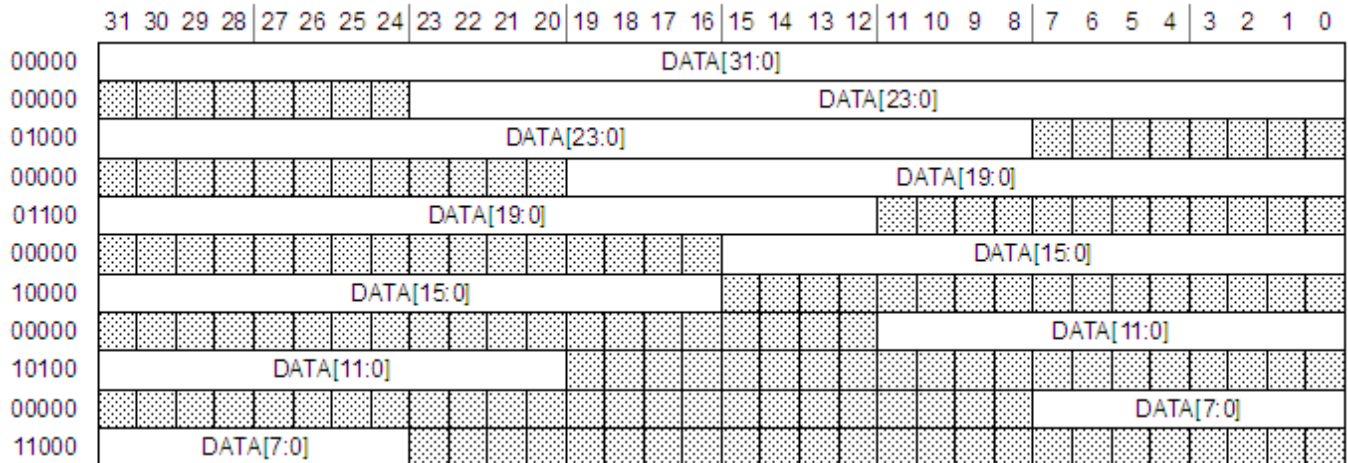 31 30 29 28 27 26 25 24 23 22 21 20 19 18 17 16 15 14 13 12 11 10 9 8 7 6 5 4 3 2 1 0
00000 DATA[31:0]
00000 DATA[23:0]
01000 DATA[23:0]
00000 DATA[19:0]
01100 DATA[19:0]
00000 DATA[15:0]
10000 DATA[15:0]
00000 DATA[11:0]
10100 DATA[11:0]
00000 DATA[7:0]
11000 DATA[7:0]